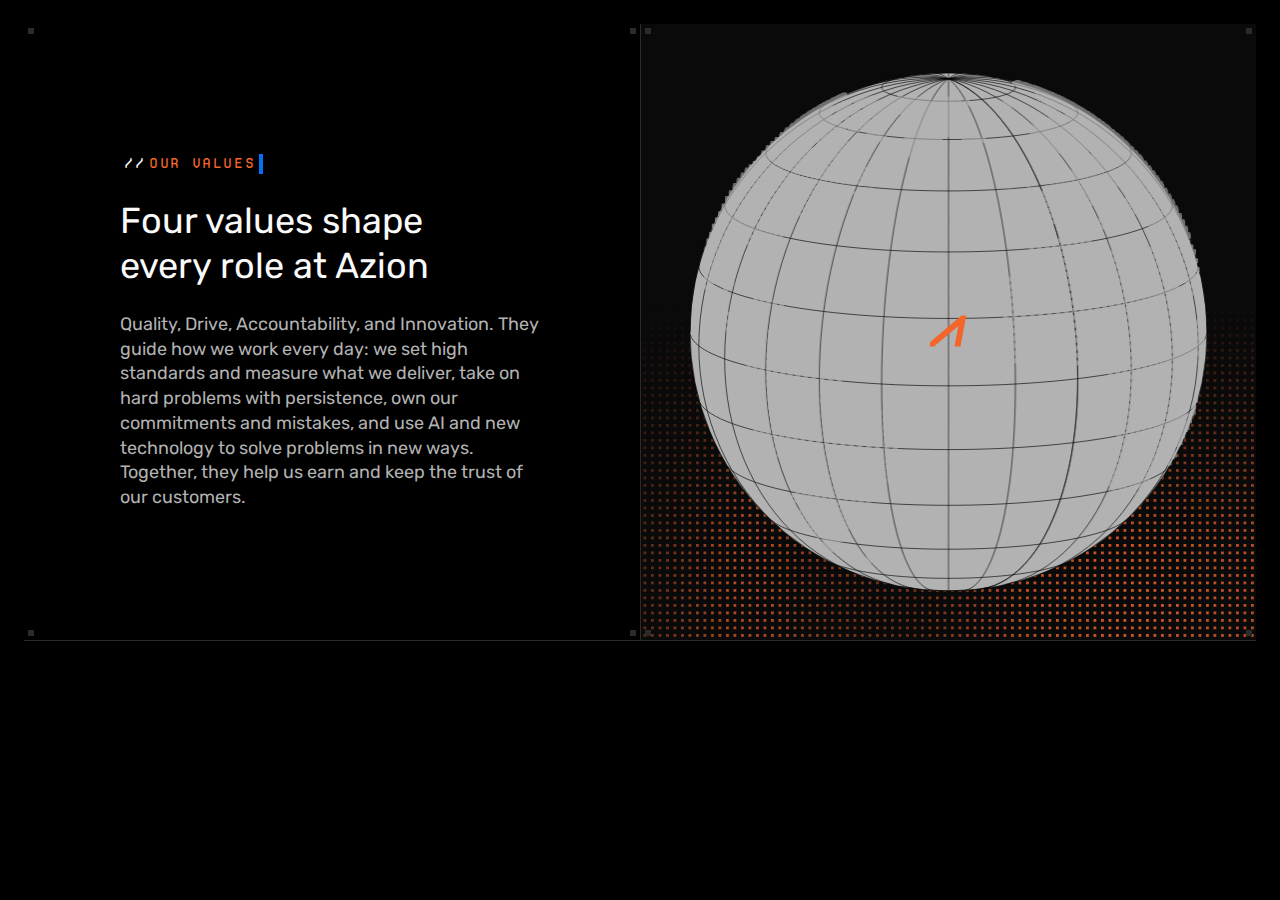 // OUR VALUES
Four values shape
every role at Azion
Quality, Drive, Accountability, and Innovation. They
guide how we work every day: we set high
standards and measure what we deliver, take on
hard problems with persistence, own our
commitments and mistakes, and use AI and new
technology to solve problems in new ways.
Together, they help us earn and keep the trust of
our customers.